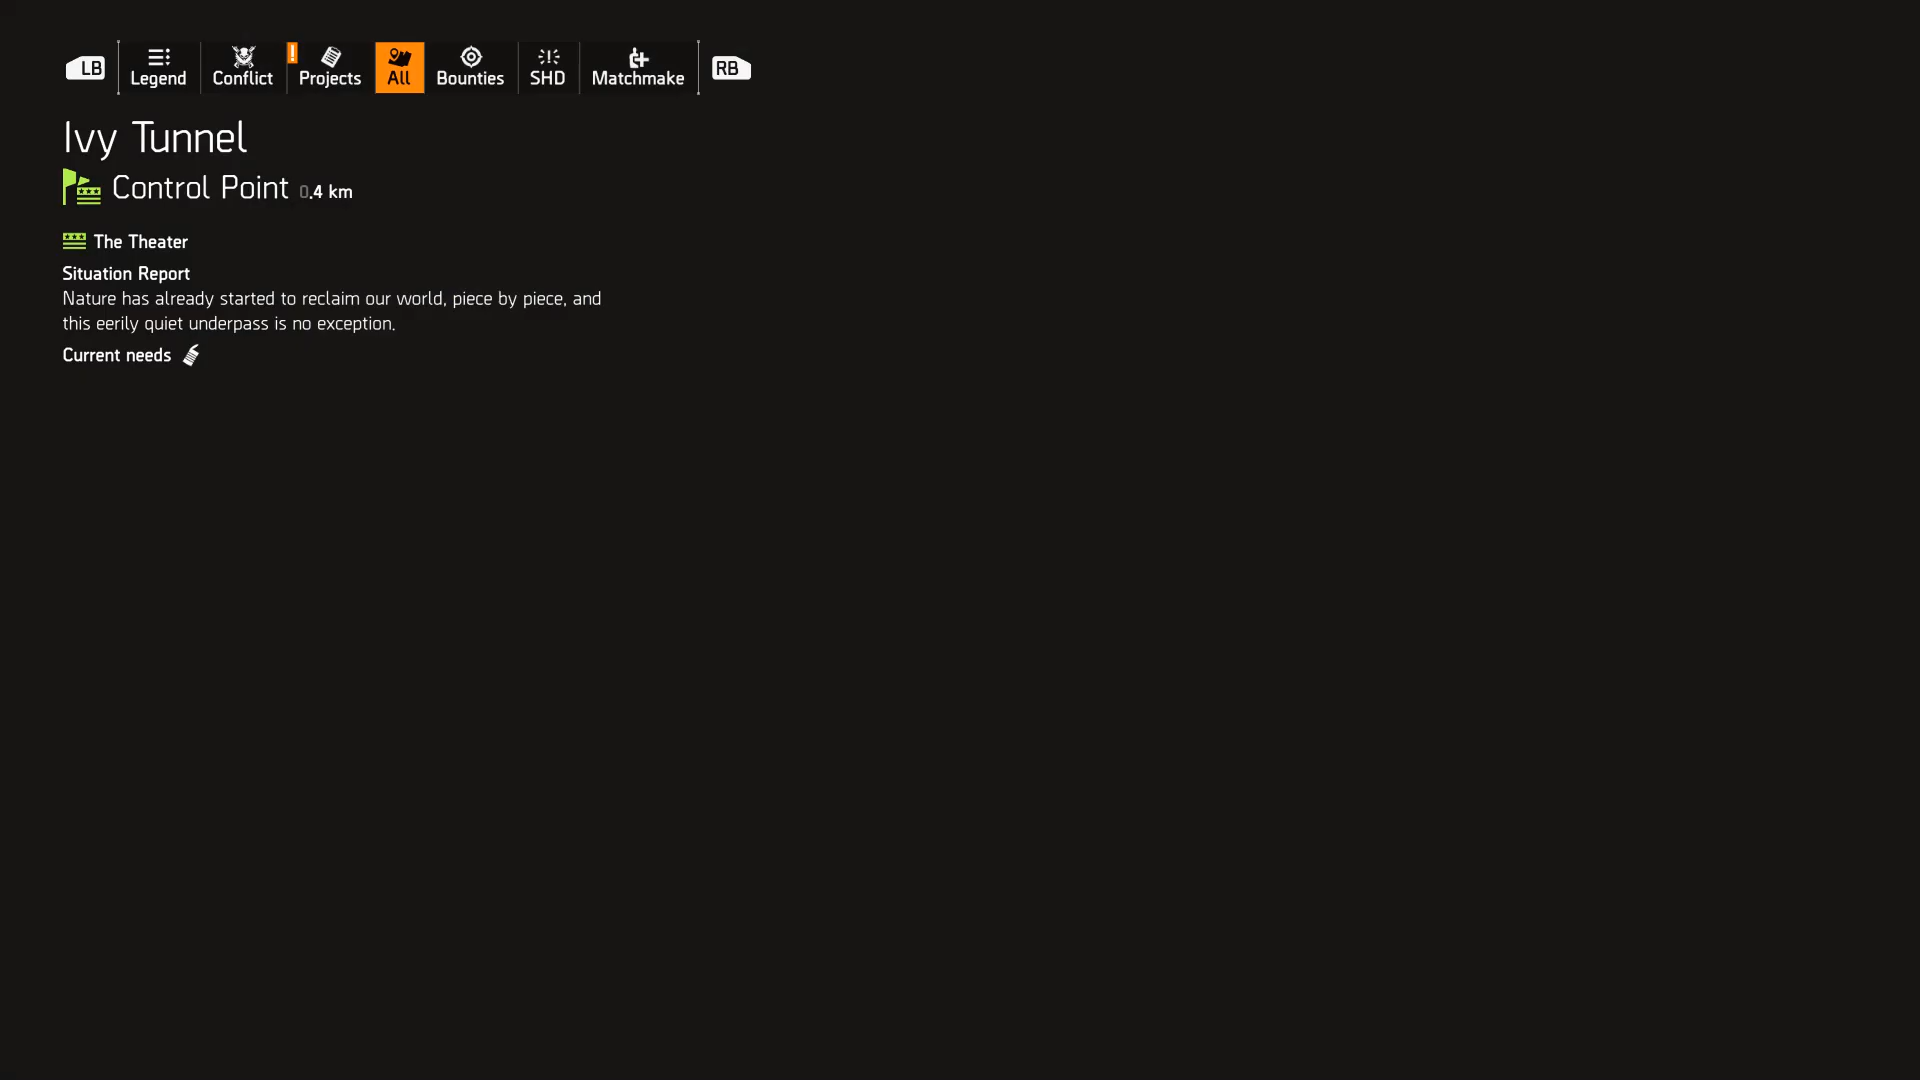 LB
Legend
Conflict
Projects
All
Bounties
SHD
Matchmake
RB
Ivy Tunnel
Control Point 0.4 km
The Theater
Situation Report
Nature has already started to reclaim our world, piece by piece, and
this eerily quiet underpass is no exception.
Current needs